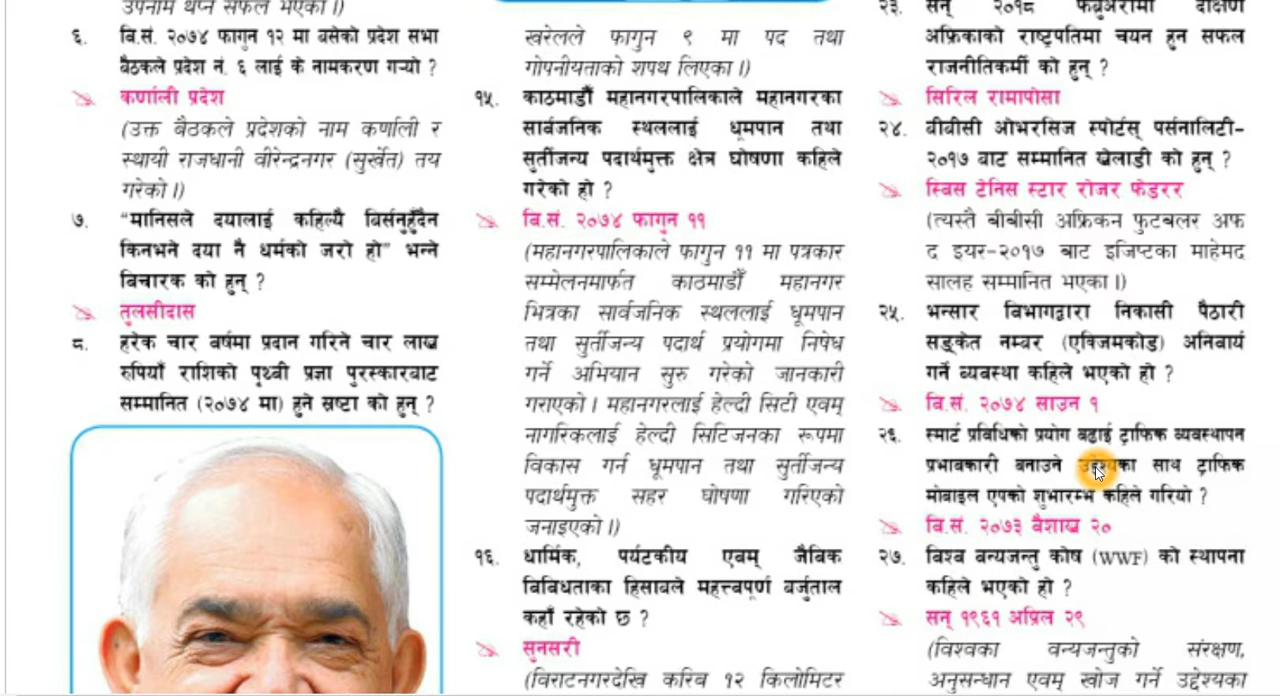 उपनाम थप्न सफल भएका।)
६. बि.सं. २०७४ फागुन १२ मा बसेको प्रदेश सभा
बैठकले प्रदेश नं. ६ लाई के नामकरण गऱ्यो ?
कर्णाली प्रदेश
(उक्त बैठकले प्रदेशको नाम कर्णाली र
स्थायी राजधानी वीरेन्द्रनगर (सुर्खेत) तय
गरेको।)
७. “मानिसले दयालाई कहिल्यै बिर्सनुहुँदैन
किनभने दया नै धर्मको जरो हो” भन्ने
बिचारक को हुन् ?
तुलसीदास
८. हरेक चार बर्षमा प्रदान गरिने चार लाख
रुपियाँ राशिको पृथ्बी प्रज्ञा पुरस्कारबाट
सम्मानित (२०७४ मा) हुने स्रष्टा को हुन् ?
खरेलले फागुन ९ मा पद तथा
गोपनीयताको शपथ लिएका।)
१५. काठमाडौँ महानगरपालिकाले महानगरका
सार्बजनिक स्थललाई धूमपान तथा
सुर्तीजन्य पदार्थमुक्त क्षेत्र घोषणा कहिले
गरेको हो ?
बि.सं. २०७४ फागुन ११
(महानगरपालिकाले फागुन ११ मा पत्रकार
सम्मेलनमार्फत काठमाडौँ महानगर
भित्रका सार्वजनिक स्थललाई धूमपान
तथा सुर्तीजन्य पदार्थ प्रयोगमा निषेध
गर्ने अभियान सुरु गरेको जानकारी
गराएको। महानगरलाई हेल्दी सिटी एवम्
नागरिकलाई हेल्दी सिटिजनका रूपमा
विकास गर्न धूमपान तथा सुर्तीजन्य
पदार्थमुक्त सहर घोषणा गरिएको
जनाइएको।)
१६. धार्मिक, पर्यटकीय एबम् जैबिक
बिबिधताका हिसाबले महत्त्बपूर्ण बर्जुताल
कहाँ रहेको छ ?
सुनसरी
(विराटनगरदेखि करिब १२ किलोमिटर
२३. सन् २०१८ फेब्रुअरीमा दक्षिण
अफ्रिकाको राष्ट्रपतिमा चयन हुन सफल
राजनीतिकर्मी को हुन् ?
सिरिल रामापोसा
२४. बीबीसी ओभरसिज स्पोर्टस् पर्सनालिटी-
२०१७ बाट सम्मानित खेलाडी को हुन् ?
स्बिस टेनिस स्टार रोजर फेडरर
(त्यस्तै बीबीसी अफ्रिकन फुटबलर अफ
द इयर-२०१७ बाट इजिप्टका माहेमद
सालह सम्मानित भएका।)
२५. भन्सार बिभागद्वारा निकासी पैठारी
सङ्केत नम्बर (एक्जिमकोड) अनिबार्य
गर्ने ब्यबस्था कहिले भएको हो ?
बि.सं. २०७४ साउन १
२६. स्मार्ट प्रबिधिको प्रयोग बढाई ट्राफिक ब्यबस्थापन
प्रभाबकारी बनाउने उद्देश्यका साथ ट्राफिक
मोबाइल एपको शुभारम्भ कहिले गरियो ?
बि.सं. २०७३ बैशाख २०
२७. बिश्ब बन्यजन्तु कोष (WWF) को स्थापना
कहिले भएको हो ?
सन् १९६१ अप्रिल २९
(विश्वका वन्यजन्तुको संरक्षण,
अनुसन्धान एवम् खोज गर्ने उद्देश्यका